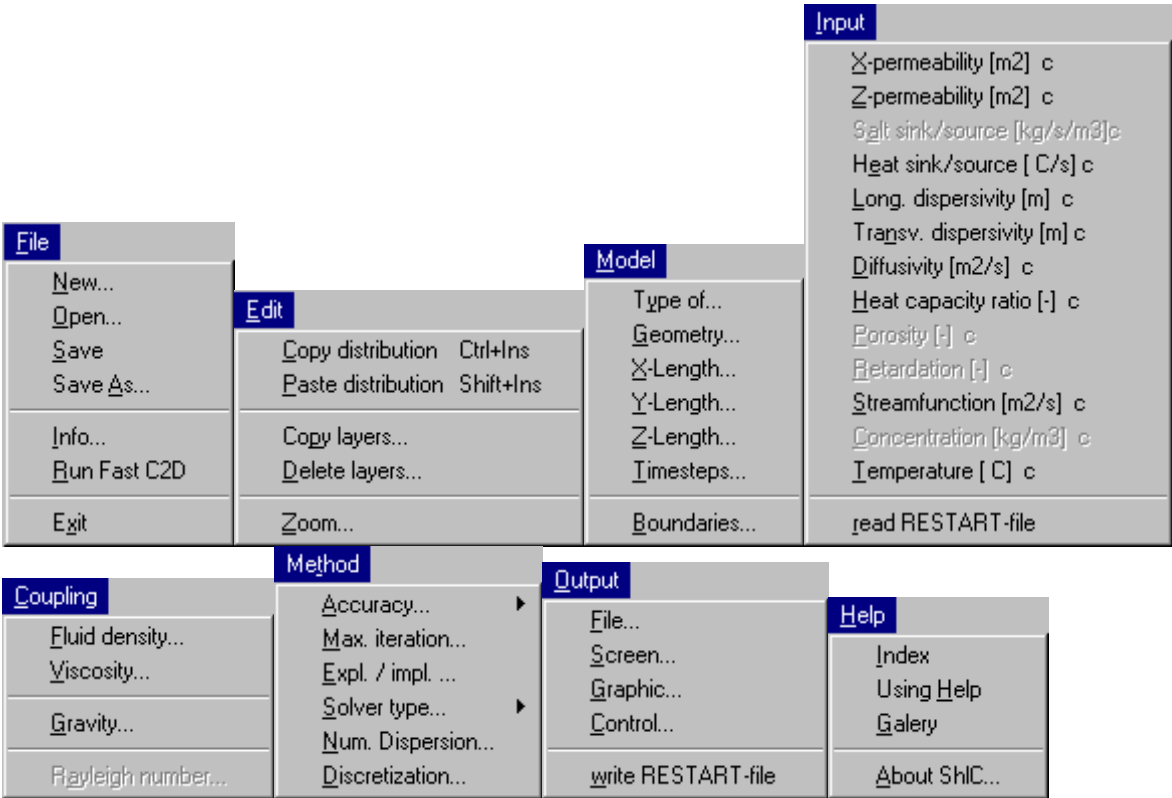 File
New...
Open...
Save
Save As...
Info...
Run Fast C2D
Exit
Edit
Copy distribution Ctrl+Ins
Paste distribution Shift+Ins
Copy layers...
Delete layers...
Zoom...
Model
Type of...
Geometry...
X-Length...
Y-Length...
Z-Length...
Timesteps...
Boundaries...
Input
X-permeability [m2] c
Z-permeability [m2] c
Salt sink/source [kg/s/m3]c
Heat sink/source [ C/s] c
Long. dispersivity [m] c
Transv. dispersivity [m] c
Diffusivity [m2/s] c
Heat capacity ratio [-] c
Porosity [-] c
Retardation [-] c
Streamfunction [m2/s] c
Concentration [kg/m3] c
Temperature [ C] c
read RESTART-file
Coupling
Fluid density...
Viscosity...
Gravity...
Rayleigh number...
Method
Accuracy...
Max. iteration...
Expl. / impl. ...
Solver type...
Num. Dispersion...
Discretization...
Output
File...
Screen...
Graphic...
Control...
write RESTART-file
Help
Index
Using Help
Galery
About ShIC...